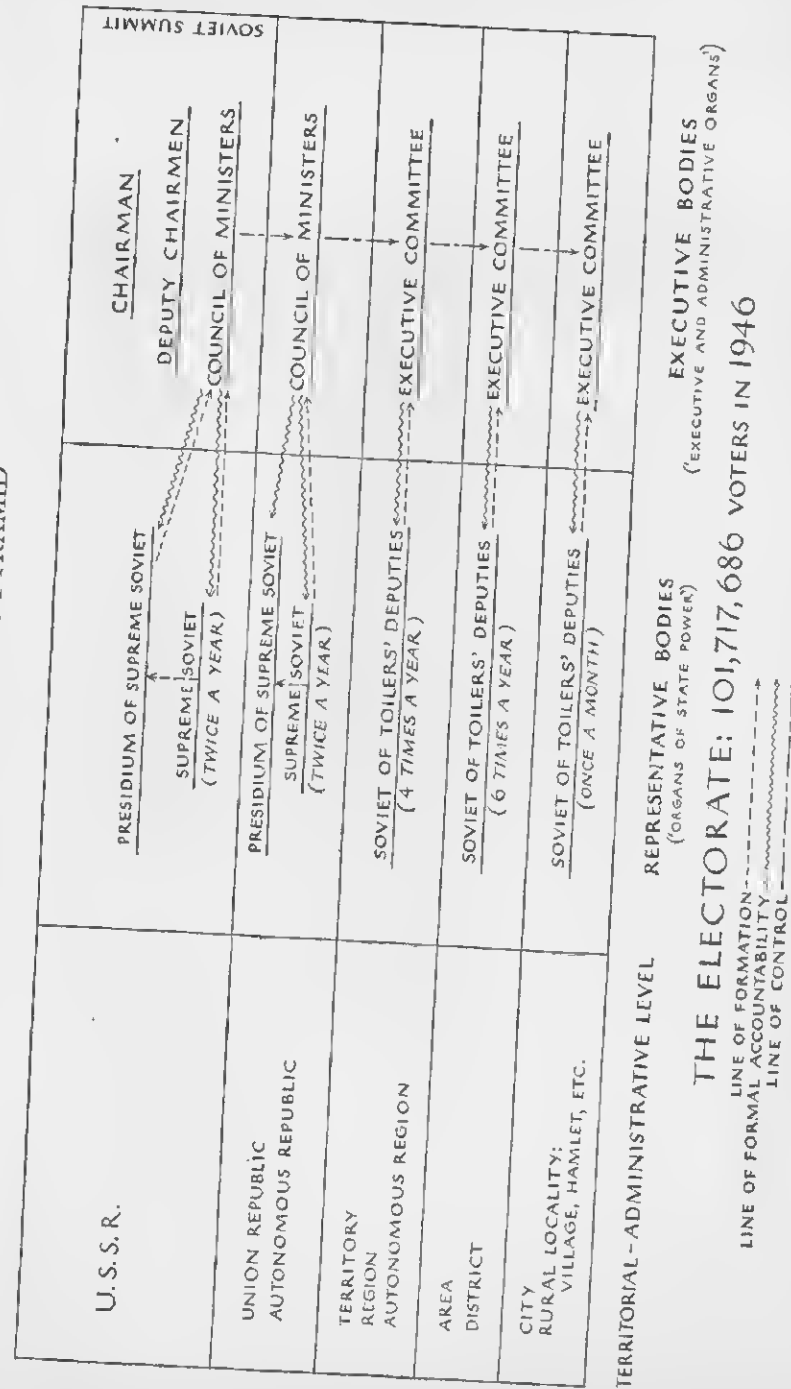 SOVIET SUMMIT
U.S.S.R.
PRESIDIUM OF SUPREME SOVIET
SUPREME SOVIET
(TWICE A YEAR)
CHAIRMAN
DEPUTY CHAIRMEN
COUNCIL OF MINISTERS
UNION REPUBLIC
AUTONOMOUS REPUBLIC
PRESIDIUM OF SUPREME SOVIET
SUPREME SOVIET
(TWICE A YEAR)
COUNCIL OF MINISTERS
TERRITORY
REGION
AUTONOMOUS REGION
SOVIET OF TOILERS' DEPUTIES
(4 TIMES A YEAR)
EXECUTIVE COMMITTEE
AREA
DISTRICT
SOVIET OF TOILERS' DEPUTIES
(6 TIMES A YEAR)
EXECUTIVE COMMITTEE
CITY
RURAL LOCALITY:
VILLAGE, HAMLET, ETC.
SOVIET OF TOILERS' DEPUTIES
(ONCE A MONTH)
EXECUTIVE COMMITTEE
TERRITORIAL-ADMINISTRATIVE LEVEL
REPRESENTATIVE BODIES
('ORGANS OF STATE POWER')
EXECUTIVE BODIES
('EXECUTIVE AND ADMINISTRATIVE ORGANS')
THE ELECTORATE: 101,717,686 VOTERS IN 1946
LINE OF FORMATION
LINE OF FORMAL ACCOUNTABILITY
LINE OF CONTROL